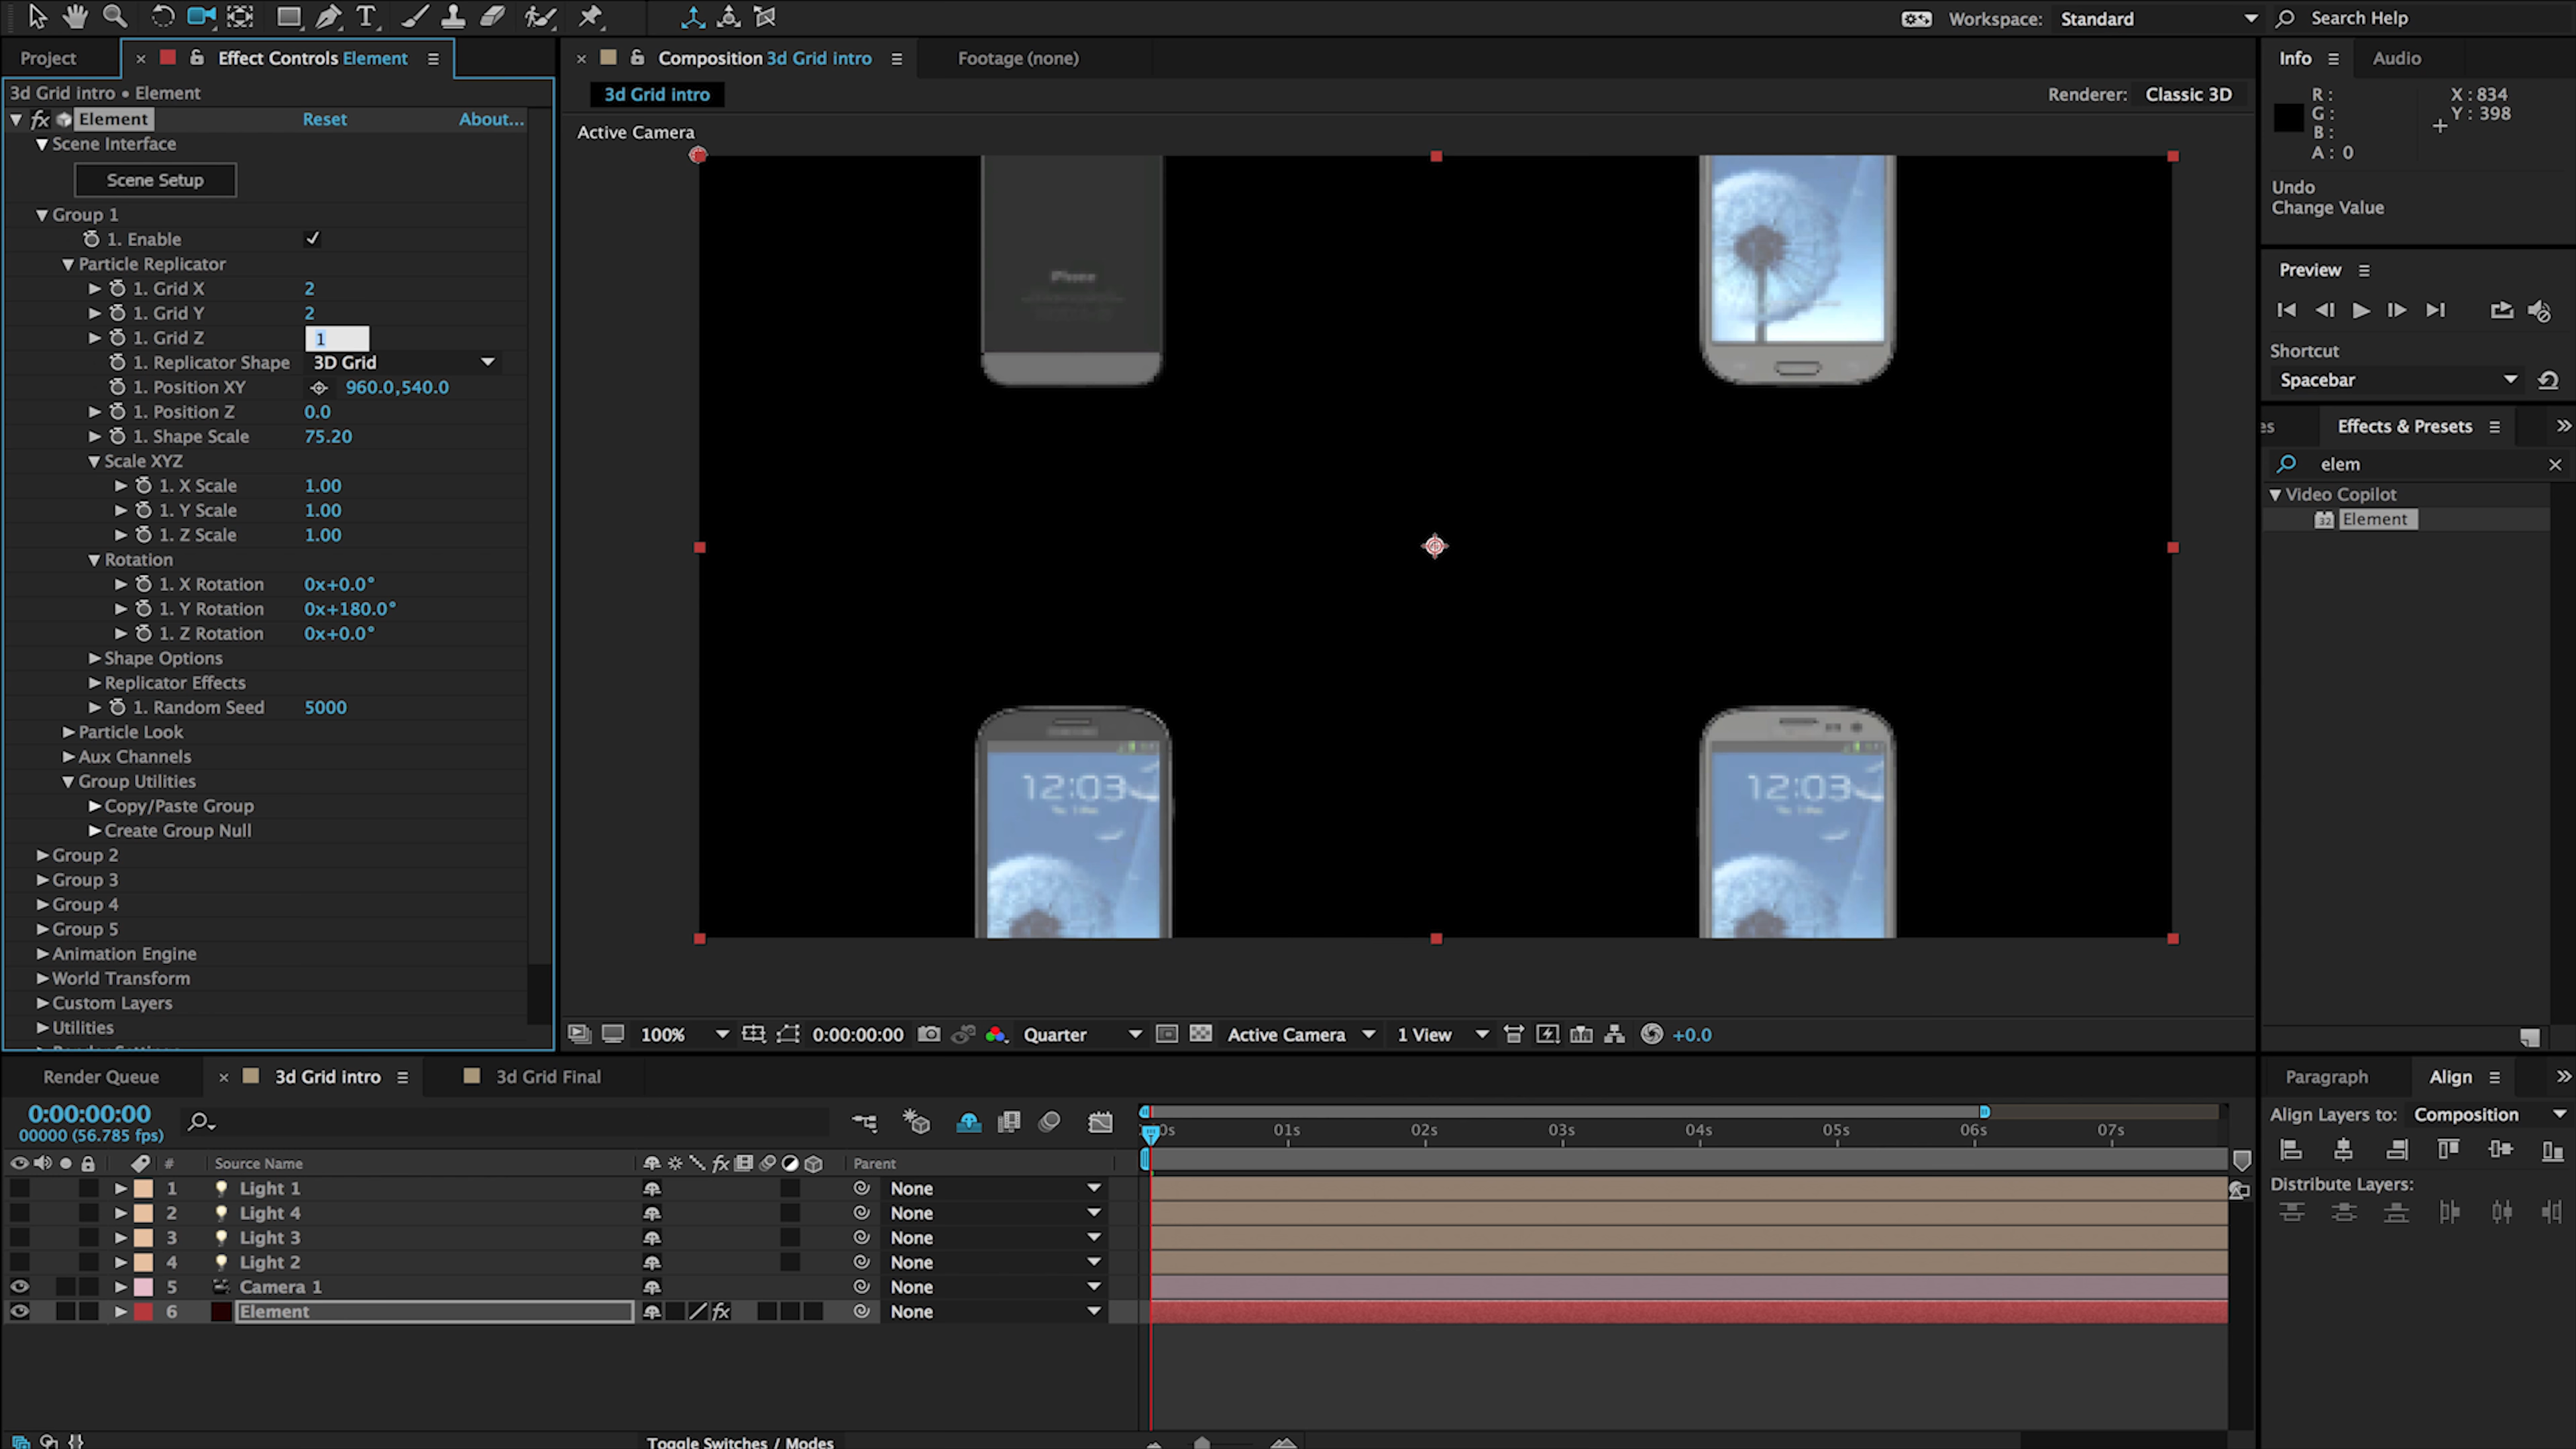 Workspace: Standard Search Help
Project
Effect Controls Element
Composition 3d Grid intro
Footage (none)
Info
Audio
3d Grid intro • Element
3d Grid intro
Renderer: Classic 3D
R :
G :
B :
A : 0
X : 834
Y : 398
Active Camera
fx Element Reset About...
Scene Interface
Scene Setup
Group 1
1. Enable
Particle Replicator
1. Grid X 2
1. Grid Y 2
1. Grid Z 1
1. Replicator Shape 3D Grid
1. Position XY 960.0,540.0
1. Position Z 0.0
1. Shape Scale 75.20
Scale XYZ
1. X Scale 1.00
1. Y Scale 1.00
1. Z Scale 1.00
Rotation
1. X Rotation 0x+0.0°
1. Y Rotation 0x+180.0°
1. Z Rotation 0x+0.0°
Shape Options
Replicator Effects
1. Random Seed 5000
Particle Look
Aux Channels
Group Utilities
Copy/Paste Group
Create Group Null
Group 2
Group 3
Group 4
Group 5
Animation Engine
World Transform
Custom Layers
Utilities
iPhone
12:03
12:03
Undo
Change Value
Preview
Shortcut
Spacebar
Effects & Presets
elem
Video Copilot
32 Element
100% 0:00:00:00 Quarter Active Camera 1 View +0.0
Render Queue
3d Grid intro
3d Grid Final
0:00:00:00
00000 (56.785 fps)
0s 01s 02s 03s 04s 05s 06s 07s
# Source Name fx Parent
1 Light 1 None
2 Light 4 None
3 Light 3 None
4 Light 2 None
5 Camera 1 None
6 Element fx None
Toggle Switches / Modes
Paragraph
Align
Align Layers to: Composition
Distribute Layers: